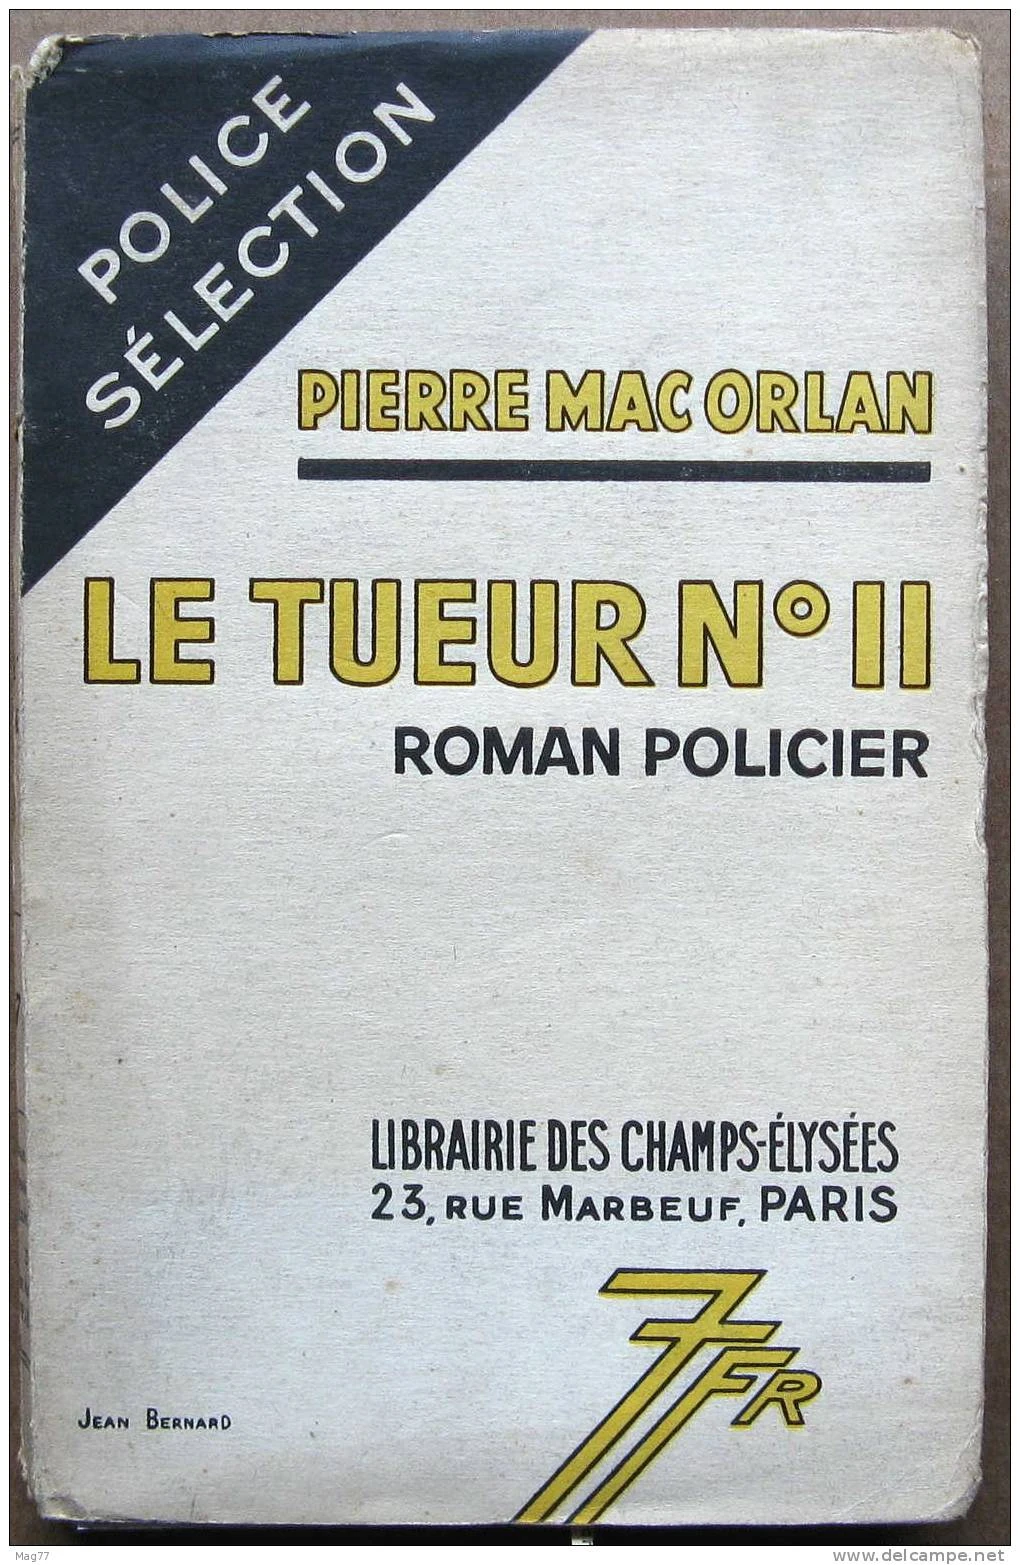 POLICE
SÉLECTION
PIERRE MAC ORLAN
LE TUEUR Nº II
ROMAN POLICIER
LIBRAIRIE DES CHAMPS-ÉLYSÉES
23, RUE MARBEUF, PARIS
7 FR
JEAN BERNARD
Mag77
www.delcampe.net